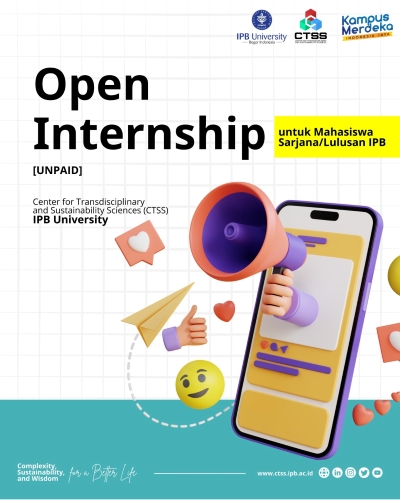 IPB University
Bogor Indonesia
CTSS
Kampus
Merdeka
INDONESIA JAYA
Open
Internship
untuk Mahasiswa
Sarjana/Lulusan IPB
[UNPAID]
Center for Transdisciplinary
and Sustainability Sciences (CTSS)
IPB University
Complexity,
Sustainability,
and Wisdom
for a Better Life
www.ctss.ipb.ac.id